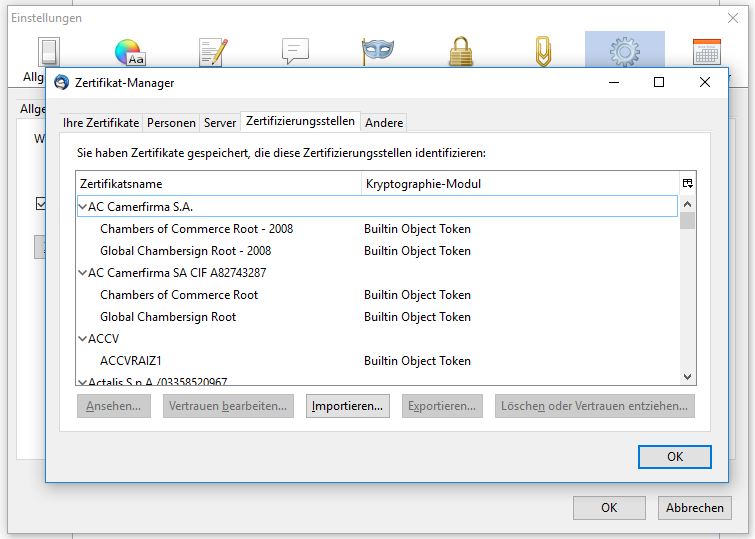 Einstellungen
Aa
Allge
Zertifikat-Manager
Allge
Ihre Zertifikate Personen Server Zertifizierungsstellen Andere
Sie haben Zertifikate gespeichert, die diese Zertifizierungsstellen identifizieren:
Zertifikatsname Kryptographie-Modul
AC Camerfirma S.A.
Chambers of Commerce Root - 2008 Builtin Object Token
Global Chambersign Root - 2008 Builtin Object Token
AC Camerfirma SA CIF A82743287
Chambers of Commerce Root Builtin Object Token
Global Chambersign Root Builtin Object Token
ACCV
ACCVRAIZ1 Builtin Object Token
Actalis S.p.A./03358520967
Ansehen... Vertrauen bearbeiten... Importieren... Exportieren... Löschen oder Vertrauen entziehen...
OK
OK Abbrechen